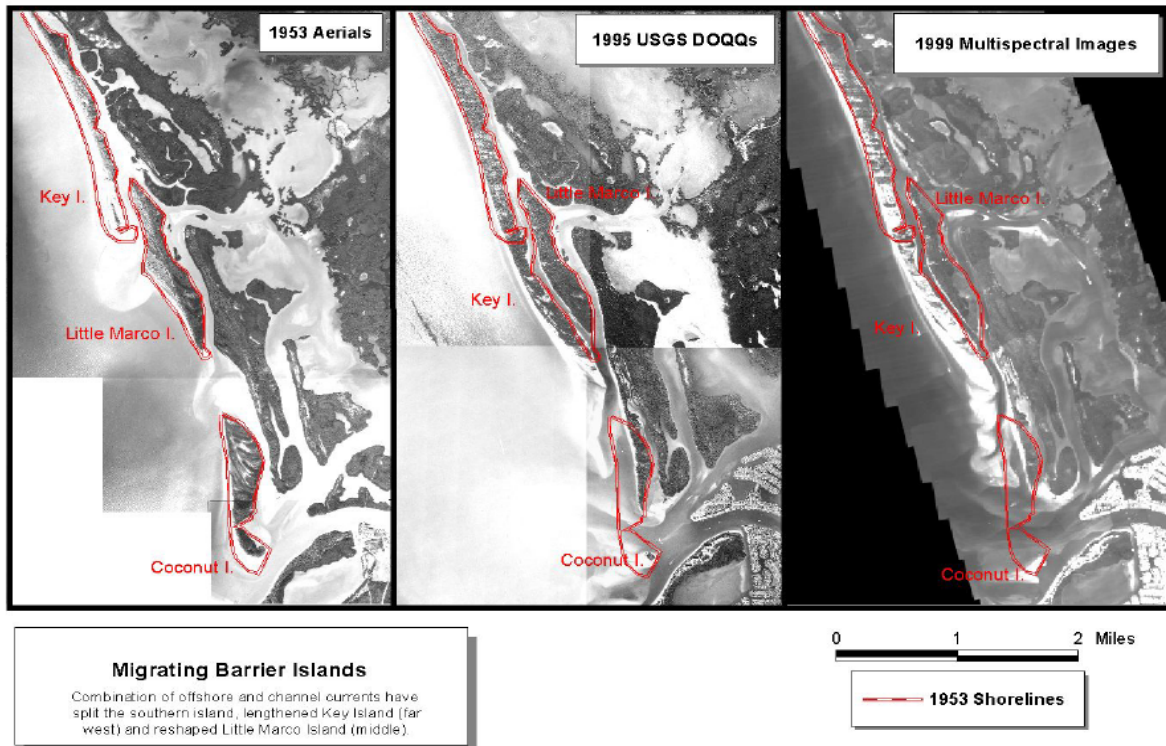 1953 Aerials
1995 USGS DOQQs
1999 Multispectral Images
Key I.
Little Marco I.
Coconut I.
Little Marco I.
Key I.
Coconut I.
Little Marco I.
Key I.
Coconut I.
Migrating Barrier Islands
Combination of offshore and channel currents have
split the southern island, lengthened Key Island (far
west) and reshaped Little Marco Island (middle).
0 1 2 Miles
1953 Shorelines